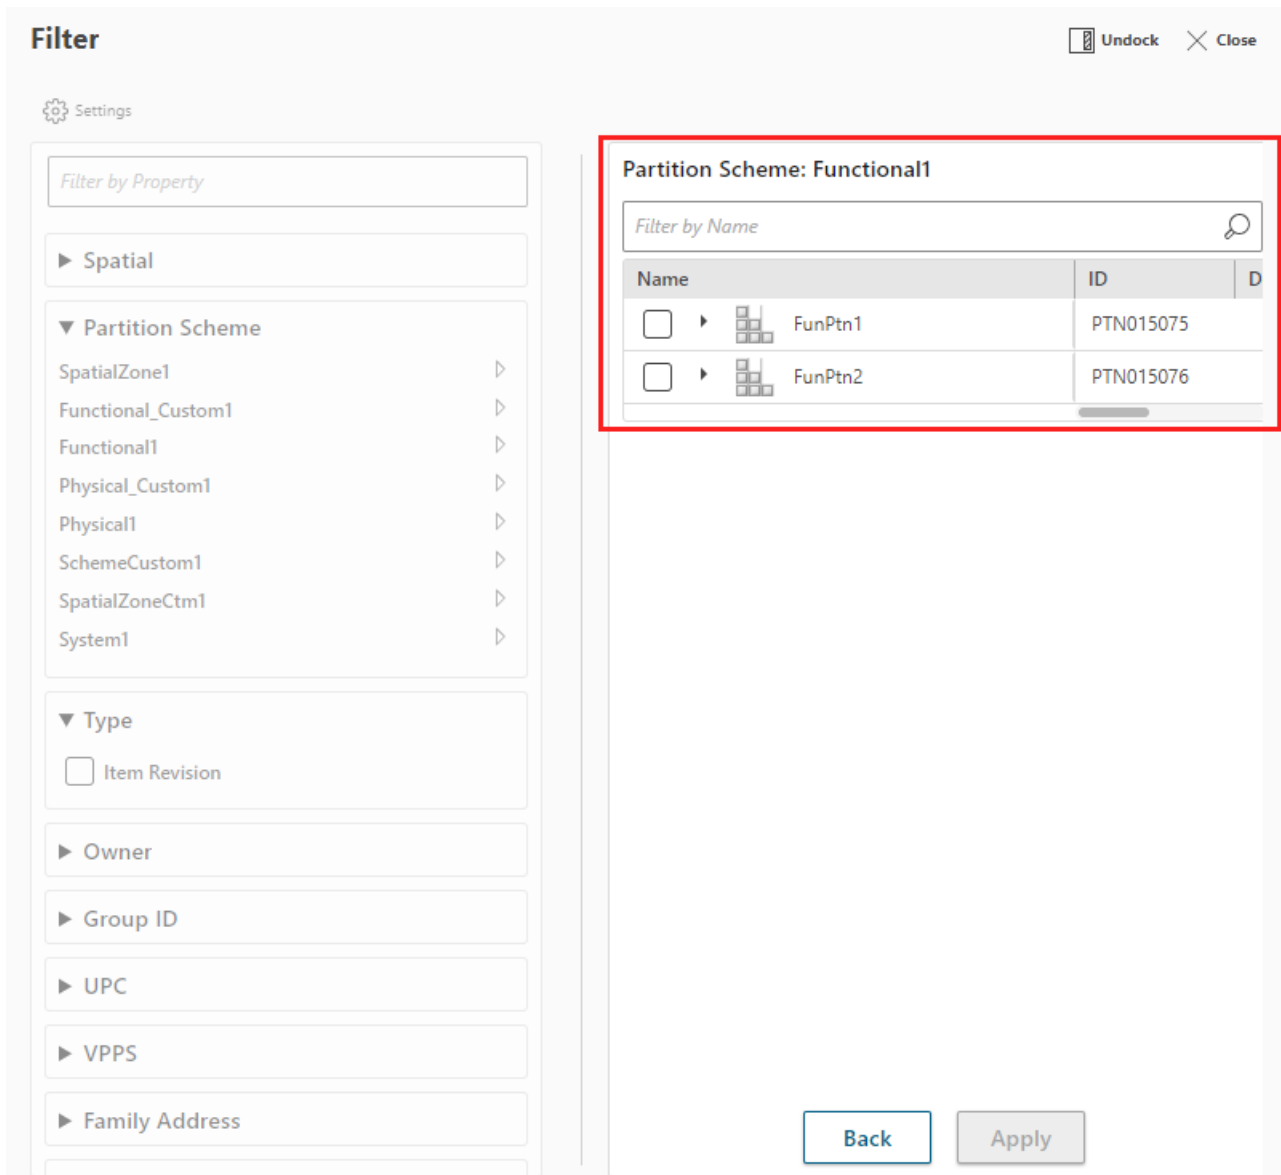 Filter
Undock
Close
Settings
Filter by Property
Spatial
Partition Scheme
SpatialZone1
Functional_Custom1
Functional1
Physical_Custom1
Physical1
SchemeCustom1
SpatialZoneCtm1
System1
Type
Item Revision
Owner
Group ID
UPC
VPPS
Family Address
Partition Scheme: Functional1
Filter by Name
Name ID D
FunPtn1 PTN015075
FunPtn2 PTN015076
Back Apply